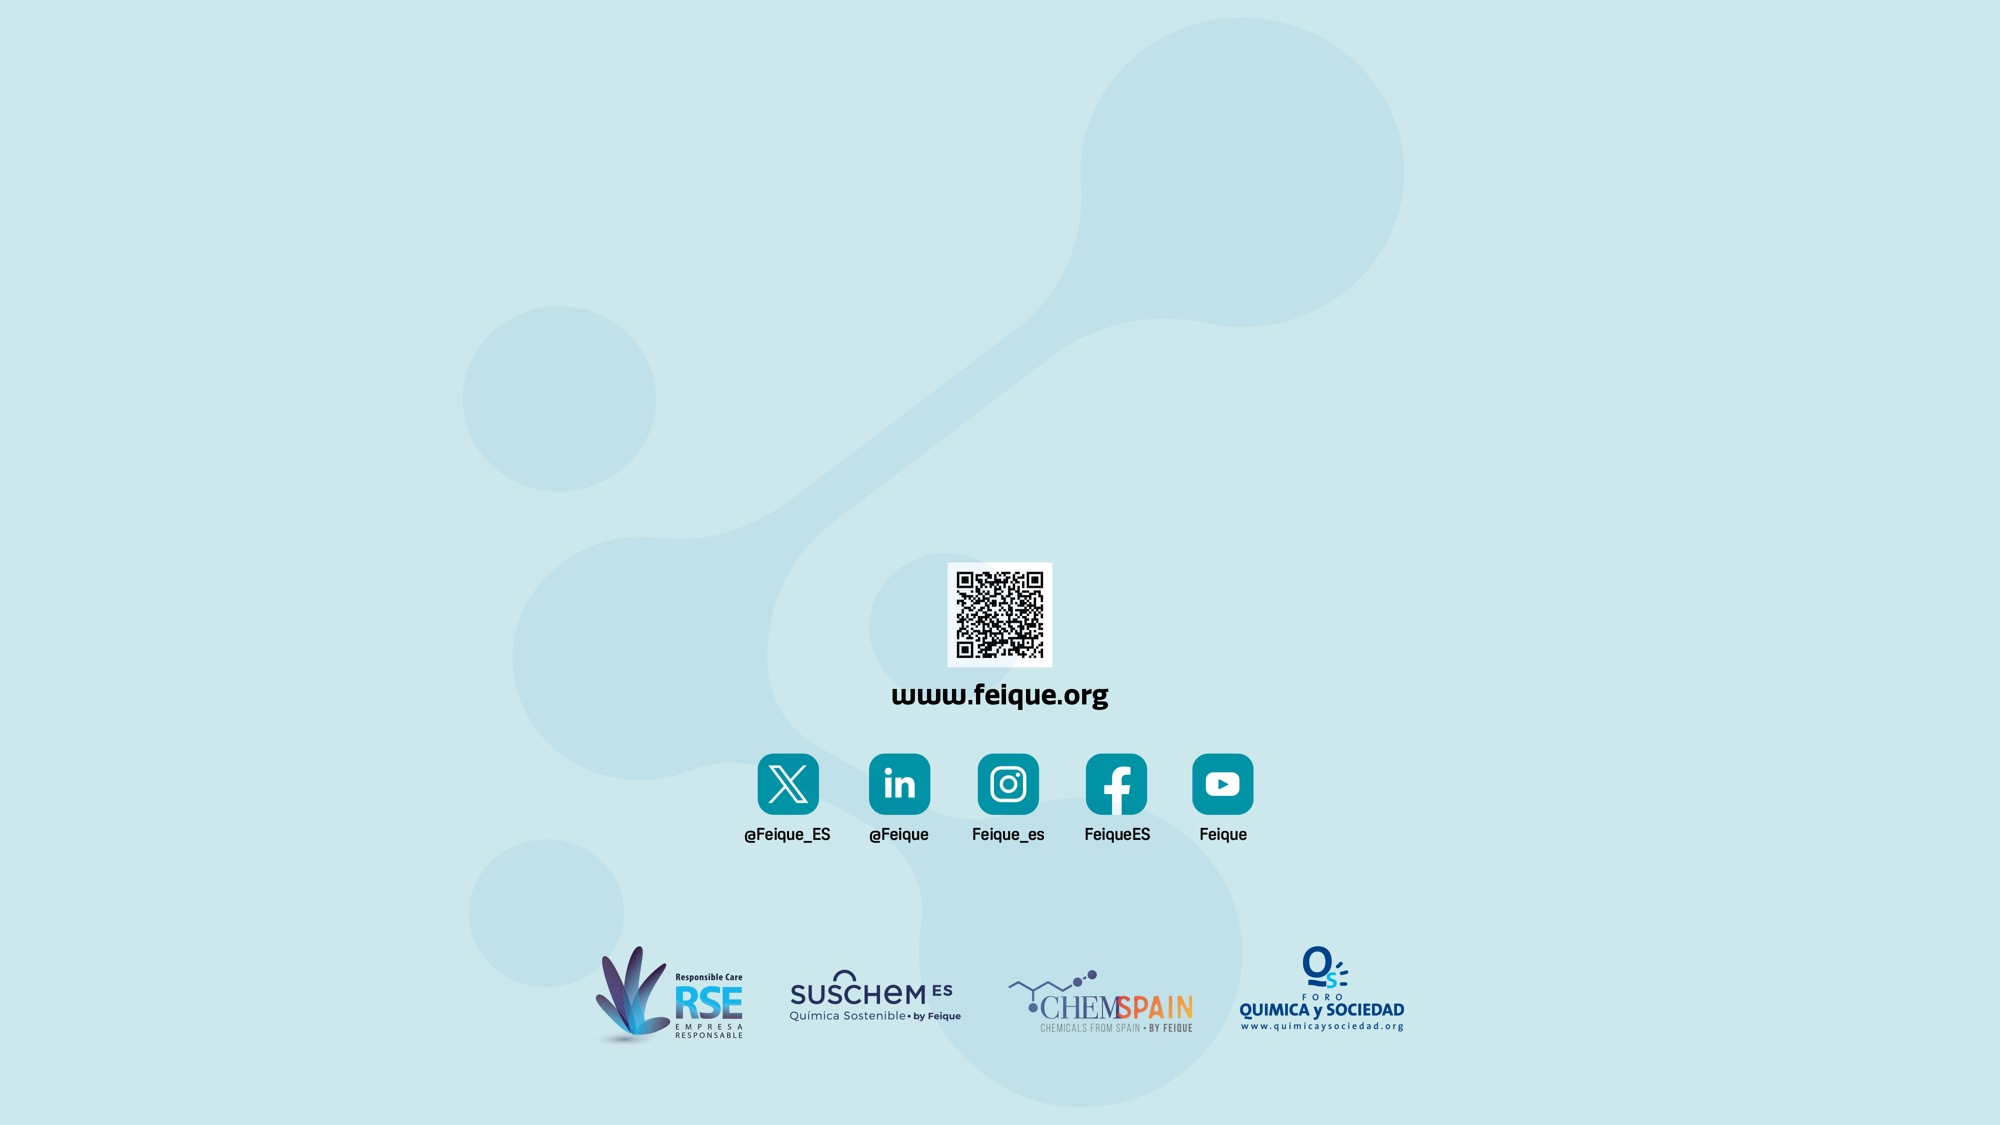 www.feique.org
@Feique_ES
@Feique
Feique_es
FeiqueES
Feique
Responsible Care
RSE
EMPRESA
RESPONSABLE
SUSCHEM ES
Química Sostenible • by Feique
CHEMSPAIN
CHEMICALS FROM SPAIN • BY FEIQUE
Qs
FORO
QUIMICA y SOCIEDAD
www.quimicaysociedad.org